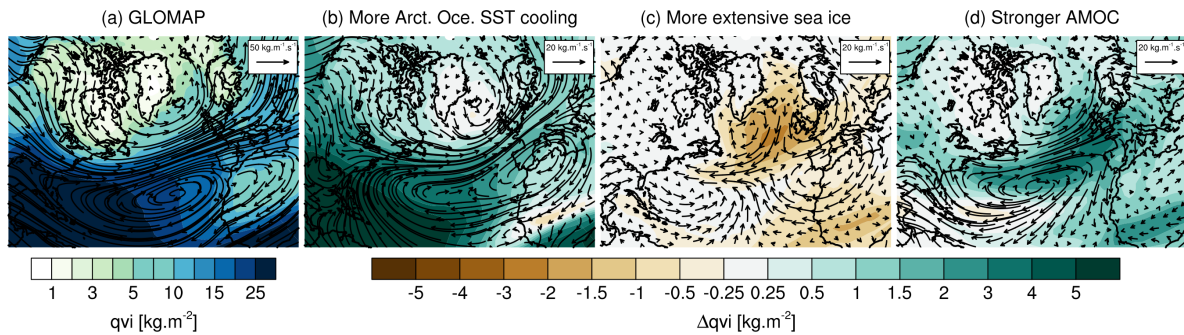 (a) GLOMAP
(b) More Arct. Oce. SST cooling
(c) More extensive sea ice
(d) Stronger AMOC
50 kg.m⁻¹.s⁻¹
20 kg.m⁻¹.s⁻¹
20 kg.m⁻¹.s⁻¹
20 kg.m⁻¹.s⁻¹
1 3 5 10 15 25
qvi [kg.m⁻²]
-5 -4 -3 -2 -1.5 -1 -0.5 -0.25 0.25 0.5 1 1.5 2 3 4 5
Δqvi [kg.m⁻²]